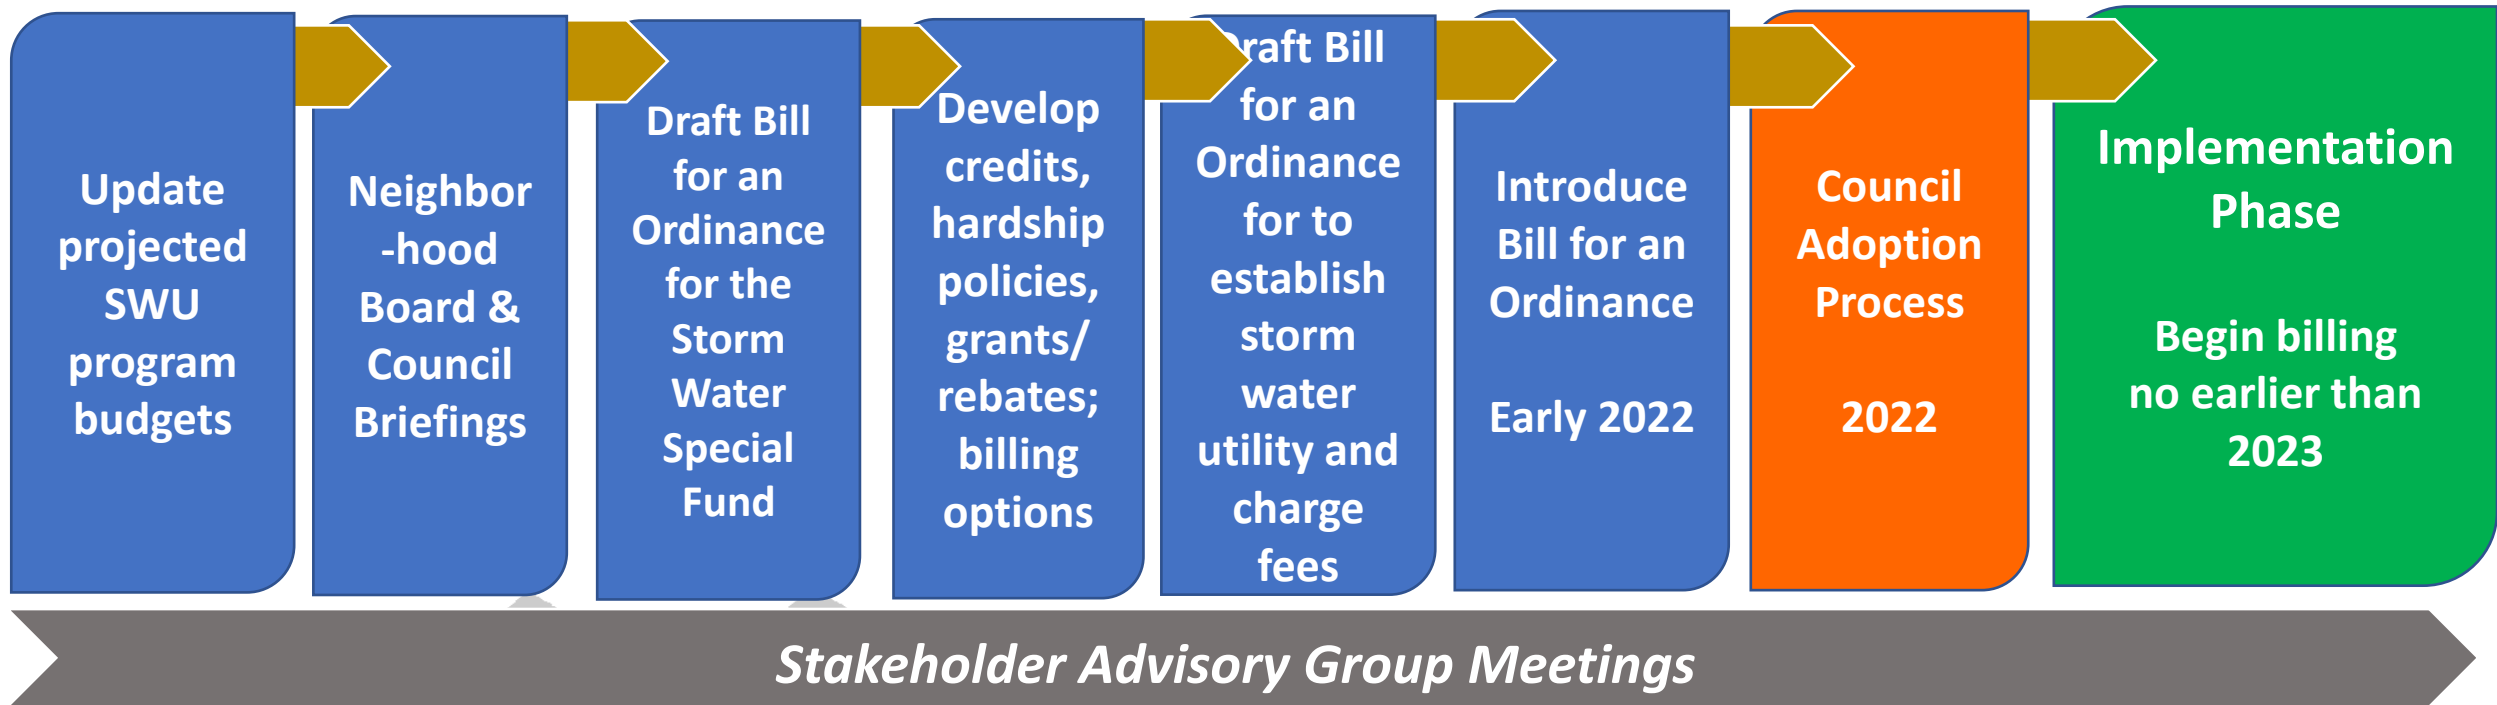 Update
projected
SWU
program
budgets
Neighbor
-hood
Board &
Council
Briefings
Draft Bill
for an
Ordinance
for the
Storm
Water
Special
Fund
Develop
credits,
hardship
policies,
grants/
rebates;
billing
options
Draft Bill
for an
Ordinance
for to
establish
storm
water
utility and
charge
fees
Introduce
Bill for an
Ordinance
Early 2022
Council
Adoption
Process
2022
Implementation
Phase
Begin billing
no earlier than
2023
Stakeholder Advisory Group Meetings